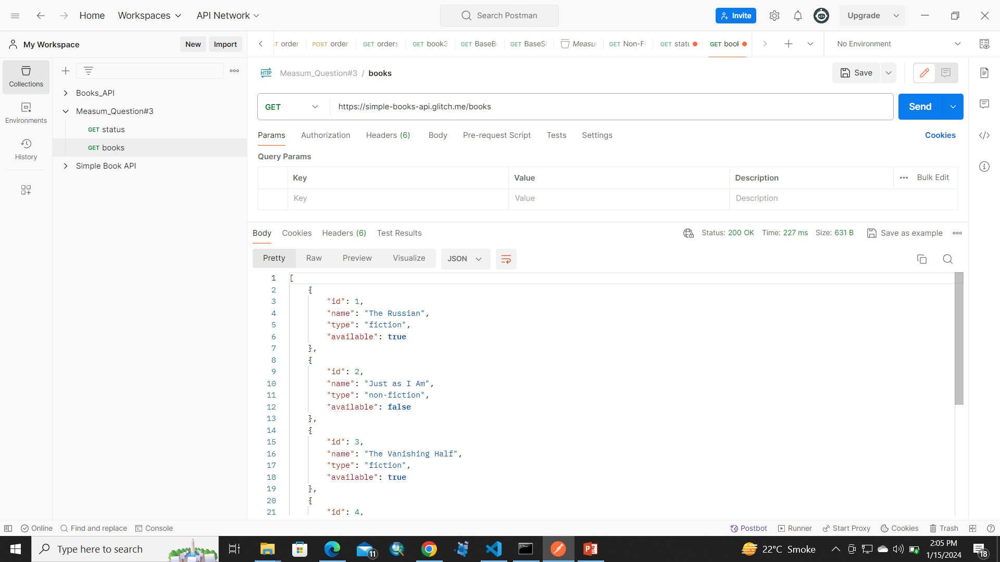 Home
Workspaces
API Network
Search Postman
Invite
Upgrade
My Workspace
New
Import
order
POST order
GET orders
GET book3
GET BaseB
GET BaseSi
Measu
GET Non-Fi
GET statu
GET book
No Environment
Collections
Environments
History
Books_API
Measum_Question#3
GET status
GET books
Simple Book API
HTTP
Measum_Question#3 / books
Save
GET
https://simple-books-api.glitch.me/books
Send
Params
Authorization
Headers (6)
Body
Pre-request Script
Tests
Settings
Cookies
Query Params
Key
Value
Description
Bulk Edit
Key
Value
Description
Body
Cookies
Headers (6)
Test Results
Status: 200 OK
Time: 227 ms
Size: 631 B
Save as example
Pretty
Raw
Preview
Visualize
JSON
1 [
2 {
3 "id": 1,
4 "name": "The Russian",
5 "type": "fiction",
6 "available": true
7 },
8 {
9 "id": 2,
10 "name": "Just as I Am",
11 "type": "non-fiction",
12 "available": false
13 },
14 {
15 "id": 3,
16 "name": "The Vanishing Half",
17 "type": "fiction",
18 "available": true
19 },
20 {
21 "id": 4,
Online
Find and replace
Console
Postbot
Runner
Start Proxy
Cookies
Trash
Type here to search
11
22°C Smoke
2:05 PM
1/15/2024
18